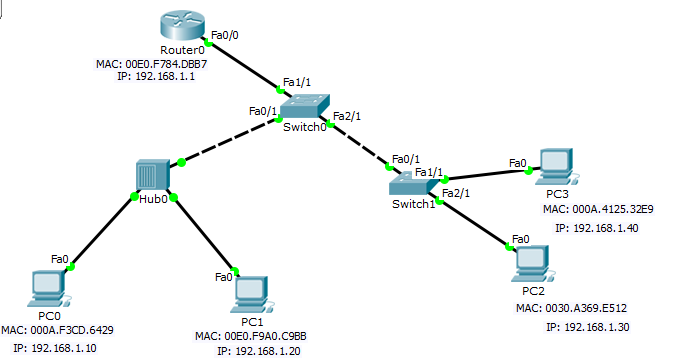 Fa0/0
Router0
MAC: 00E0.F784.DBB7
IP: 192.168.1.1
Fa1/1
Fa0/1
Fa2/1
Switch0
Fa0/1
Fa1/1
Fa0
Fa2/1
Switch1
PC3
MAC: 000A.4125.32E9
IP: 192.168.1.40
Hub0
Fa0
PC2
MAC: 0030.A369.E512
IP: 192.168.1.30
Fa0
PC0
MAC: 000A.F3CD.6429
IP: 192.168.1.10
Fa0
PC1
MAC: 00E0.F9A0.C9BB
IP: 192.168.1.20